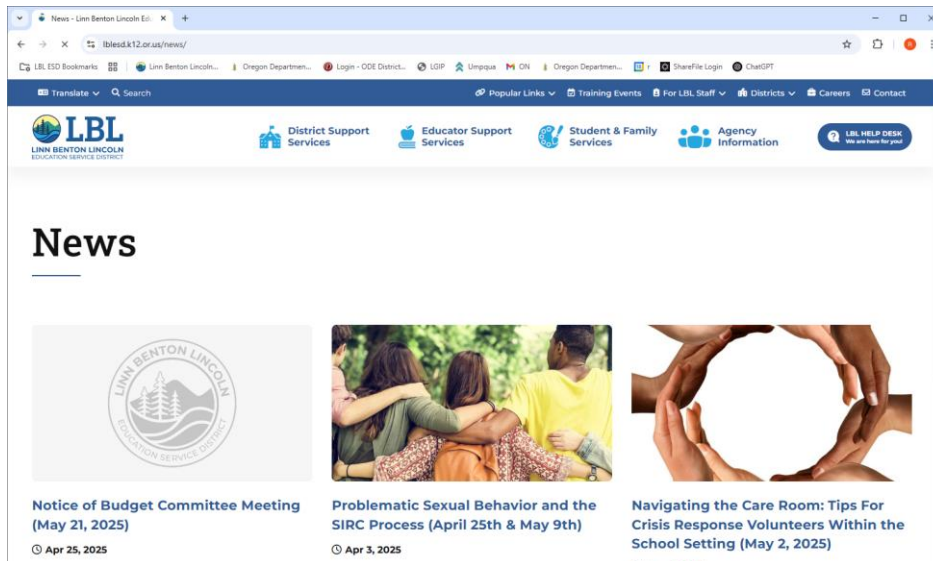 News - Linn Benton Lincoln Edu
lblesd.k12.or.us/news/
LBL ESD Bookmarks Linn Benton Lincoln... Oregon Departmen... Login - ODE District... LGIP Umpqua ON Oregon Departmen... r ShareFile Login ChatGPT
Translate Search Popular Links Training Events For LBL Staff Districts Careers Contact
LBL
LINN BENTON LINCOLN
EDUCATION SERVICE DISTRICT
District Support
Services
Educator Support
Services
Student & Family
Services
Agency
Information
LBL HELP DESK
We are here for you!
News
LINN BENTON LINCOLN
EDUCATION SERVICE DISTRICT
Notice of Budget Committee Meeting
(May 21, 2025)
Apr 25, 2025
Problematic Sexual Behavior and the
SIRC Process (April 25th & May 9th)
Apr 3, 2025
Navigating the Care Room: Tips For
Crisis Response Volunteers Within the
School Setting (May 2, 2025)